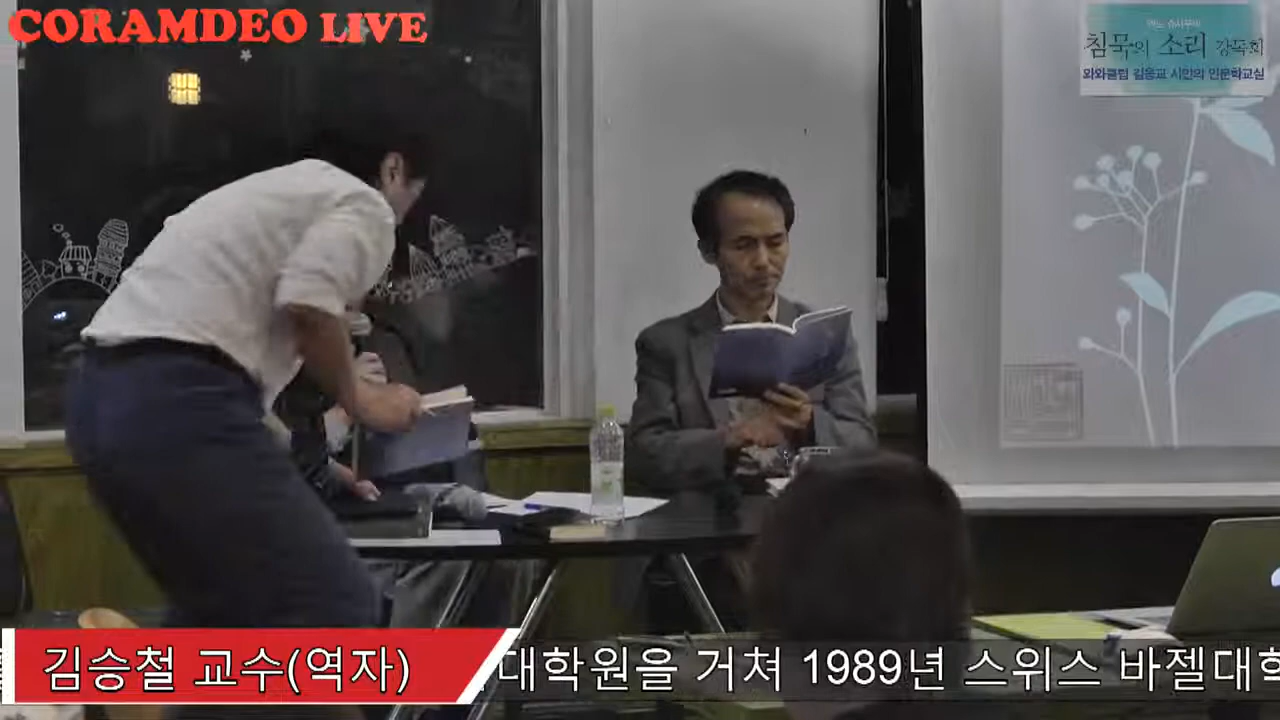 CORAMDEO LIVE
침묵의 소리 강독회
와와클럽 김응교 시인의 인문학교실
김승철 교수(역자)
대학원을 거쳐 1989년 스위스 바젤대학